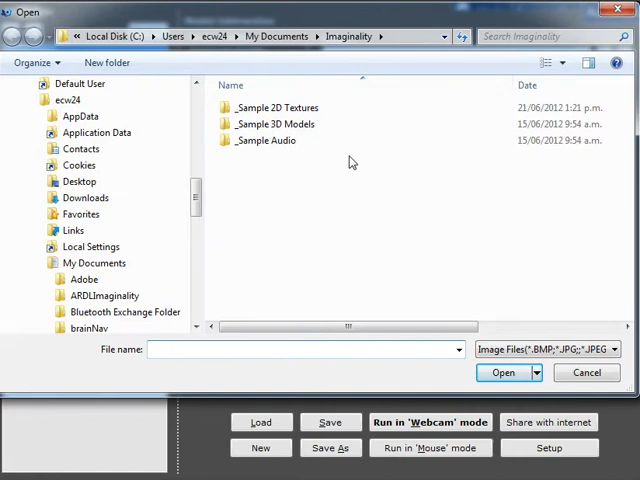 Open
Local Disk (C:) Users ecw24 My Documents Imaginality Search Imaginality
Organize New folder
Default User
ecw24
AppData
Application Data
Contacts
Cookies
Desktop
Downloads
Favorites
Links
Local Settings
My Documents
Adobe
ARDLImaginality
Bluetooth Exchange Folder
brainNav
Name Date
_Sample 2D Textures 21/06/2012 1:21 p.m.
_Sample 3D Models 15/06/2012 9:54 a.m.
_Sample Audio 15/06/2012 9:54 a.m.
File name: Image Files(*.BMP;*.JPG;;*.JPEG
Open Cancel
Load Save Run in 'Webcam' mode Share with internet
New Save As Run in 'Mouse' mode Setup